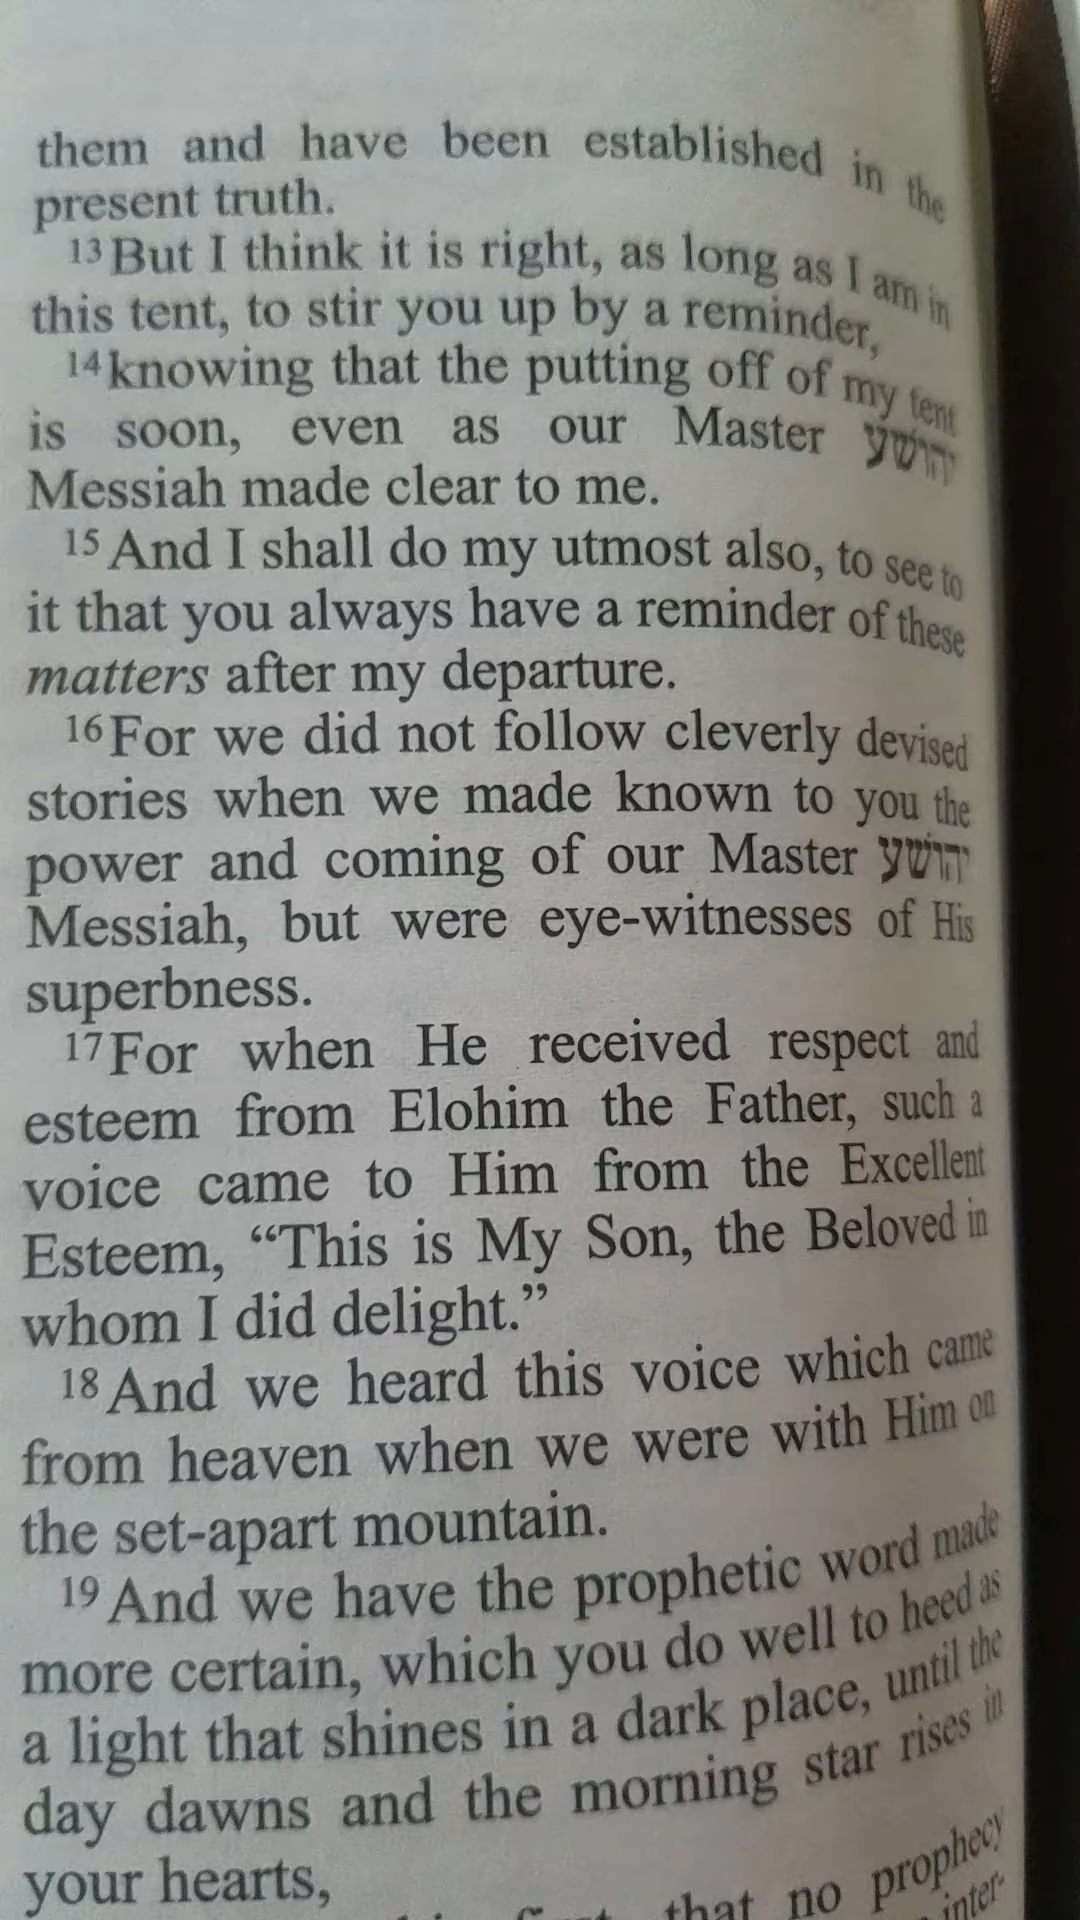 them and have been established in the
present truth.
13 But I think it is right, as long as I am in
this tent, to stir you up by a reminder,
14 knowing that the putting off of my tent
is soon, even as our Master יהושע
Messiah made clear to me.
15 And I shall do my utmost also, to see to
it that you always have a reminder of these
matters after my departure.
16 For we did not follow cleverly devised
stories when we made known to you the
power and coming of our Master יהושע
Messiah, but were eye-witnesses of His
superbness.
17 For when He received respect and
esteem from Elohim the Father, such a
voice came to Him from the Excellent
Esteem, “This is My Son, the Beloved in
whom I did delight.”
18 And we heard this voice which came
from heaven when we were with Him on
the set-apart mountain.
19 And we have the prophetic word made
more certain, which you do well to heed as
a light that shines in a dark place, until the
day dawns and the morning star rises in
your hearts,
that no prophecy
inter-